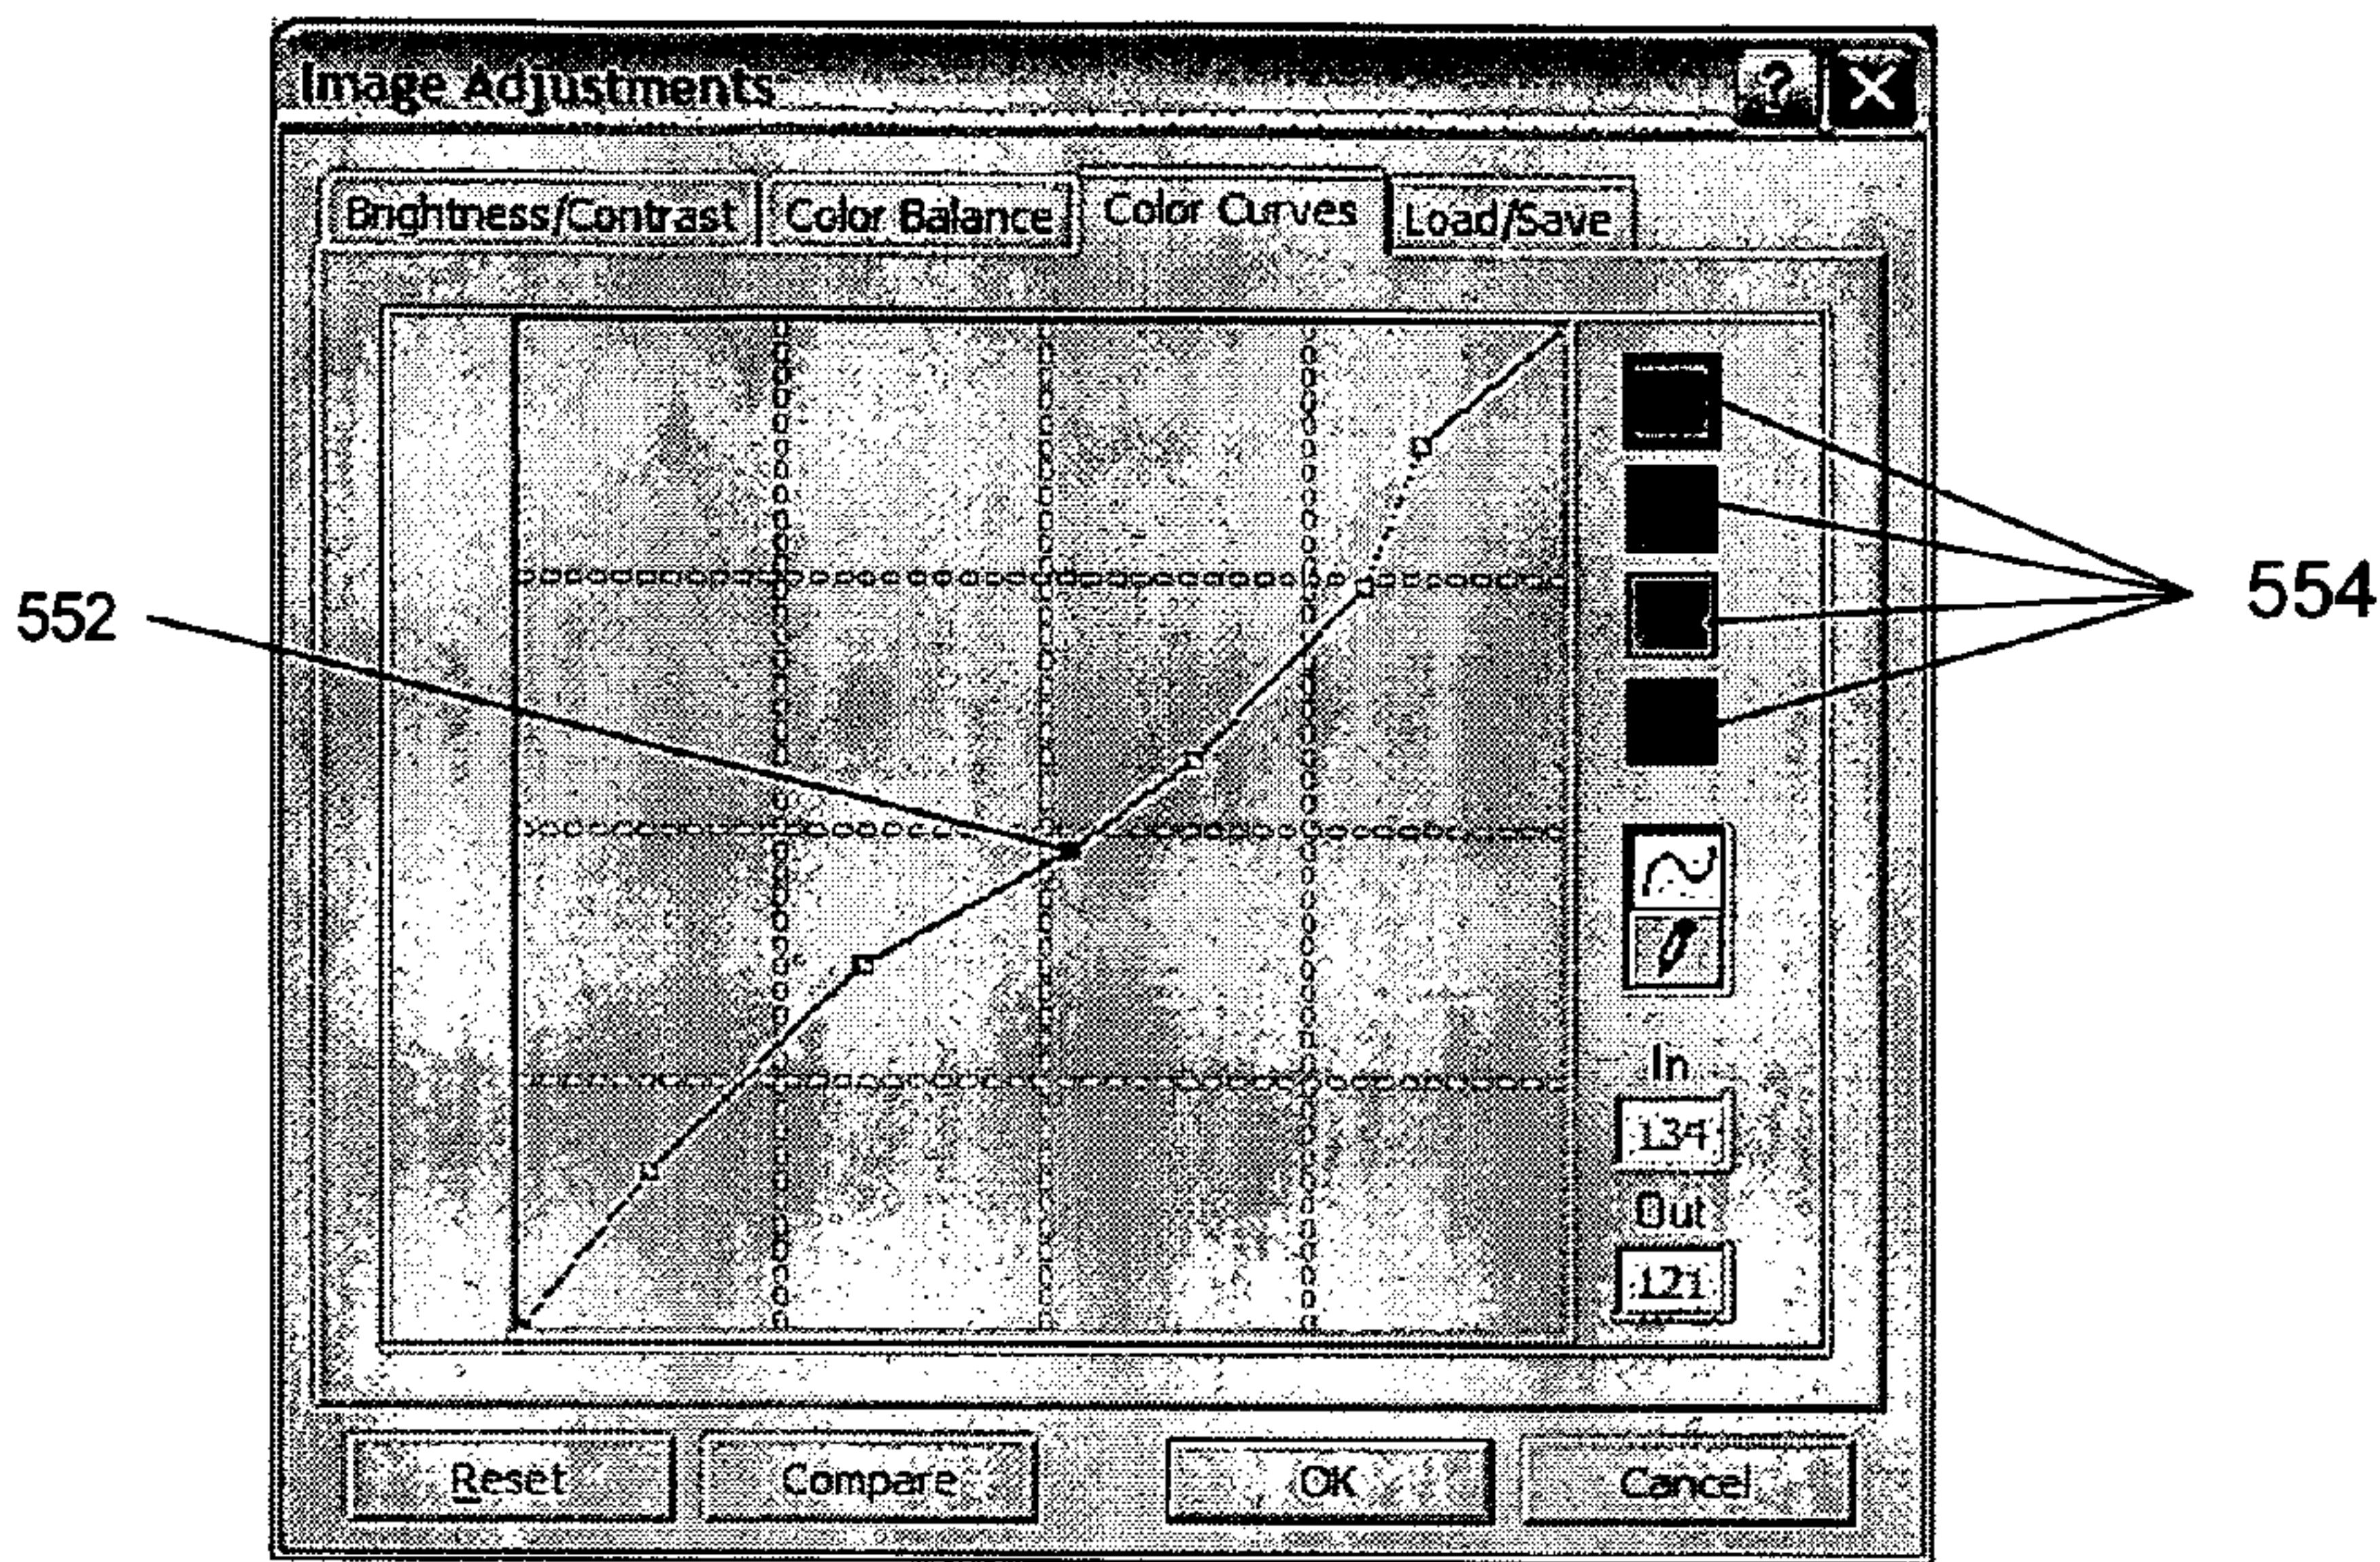 Image Adjustments
Brightness/Contrast Color Balance Color Curves Load/Save
552
554
In
134
Out
121
Reset Compare OK Cancel